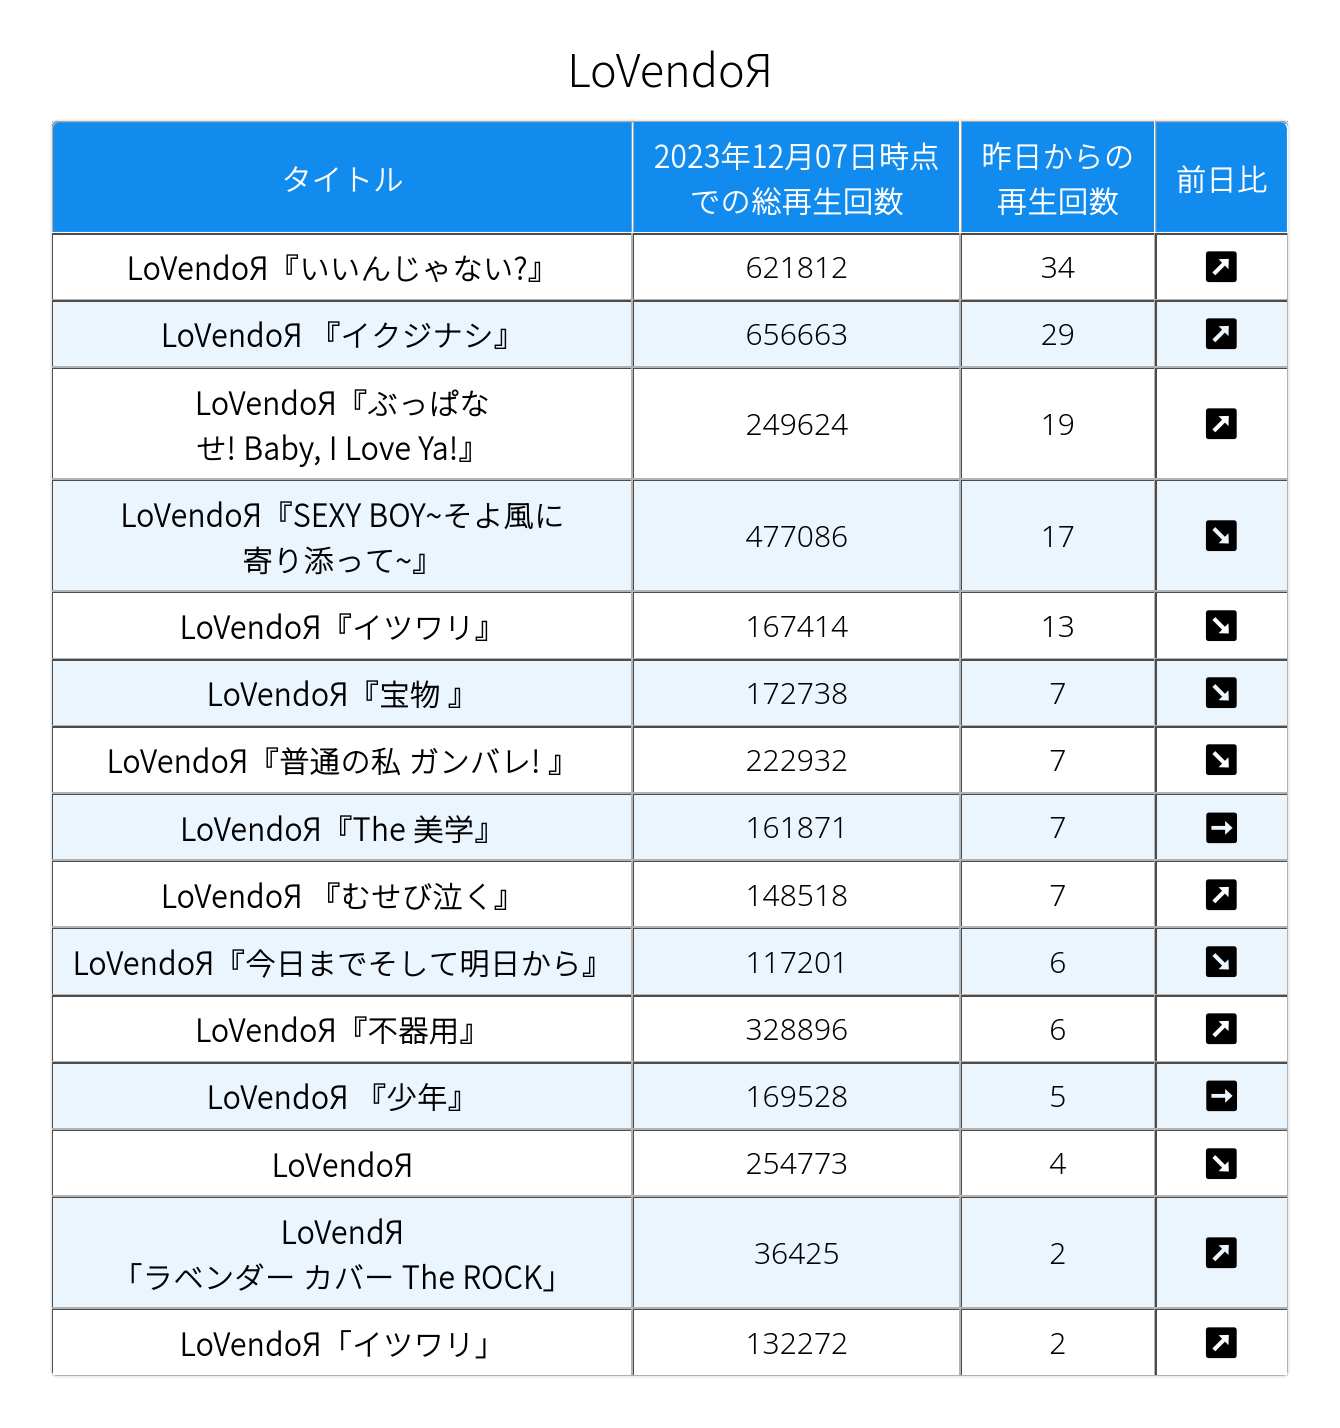 LoVendoЯ
タイトル
2023年12月07日時点
での総再生回数
昨日からの
再生回数
前日比
LoVendoЯ『いいんじゃない?』
621812
34
LoVendoЯ 『イクジナシ』
656663
29
LoVendoЯ『ぶっぱな
せ! Baby, I Love Ya!』
249624
19
LoVendoЯ『SEXY BOY~そよ風に
寄り添って~』
477086
17
LoVendoЯ『イツワリ』
167414
13
LoVendoЯ『宝物 』
172738
7
LoVendoЯ『普通の私 ガンバレ! 』
222932
7
LoVendoЯ『The 美学』
161871
7
LoVendoЯ 『むせび泣く』
148518
7
LoVendoЯ『今日までそして明日から』
117201
6
LoVendoЯ『不器用』
328896
6
LoVendoЯ 『少年』
169528
5
LoVendoЯ
254773
4
LoVendЯ
「ラベンダー カバー The ROCK」
36425
2
LoVendoЯ「イツワリ」
132272
2